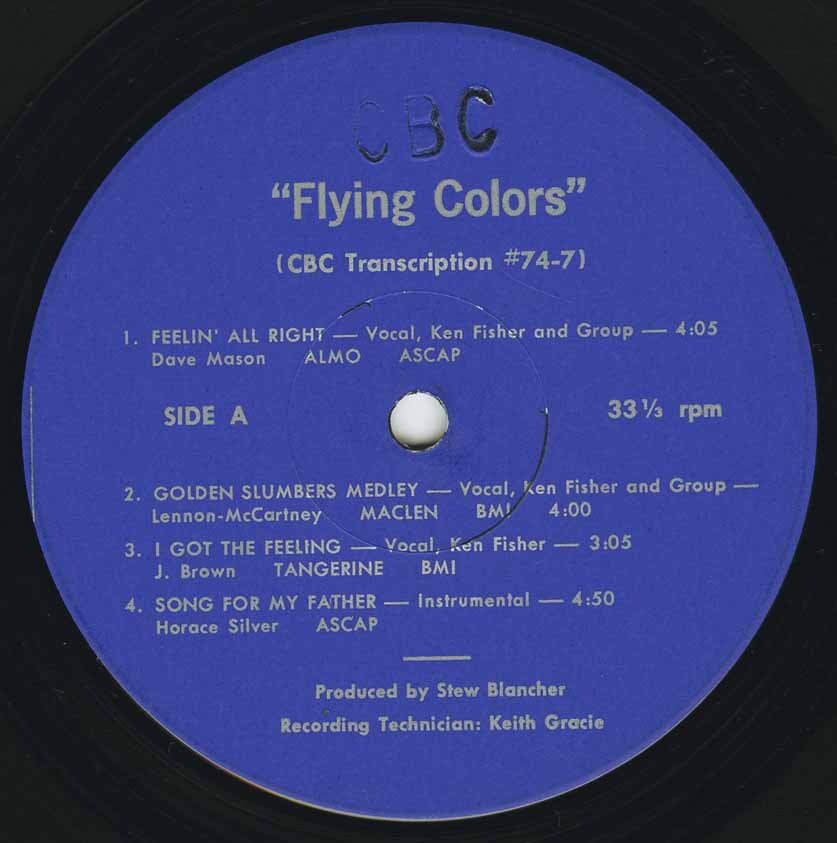 CBC
“Flying Colors”
(CBC Transcription #74-7)
1. FEELIN' ALL RIGHT — Vocal, Ken Fisher and Group — 4:05
Dave Mason ALMO ASCAP
SIDE A 33 ⅓ rpm
2. GOLDEN SLUMBERS MEDLEY — Vocal, Ken Fisher and Group —
Lennon-McCartney MACLEN BMI 4:00
3. I GOT THE FEELING — Vocal, Ken Fisher — 3:05
J. Brown TANGERINE BMI
4. SONG FOR MY FATHER — Instrumental — 4:50
Horace Silver ASCAP
Produced by Stew Blancher
Recording Technician: Keith Gracie